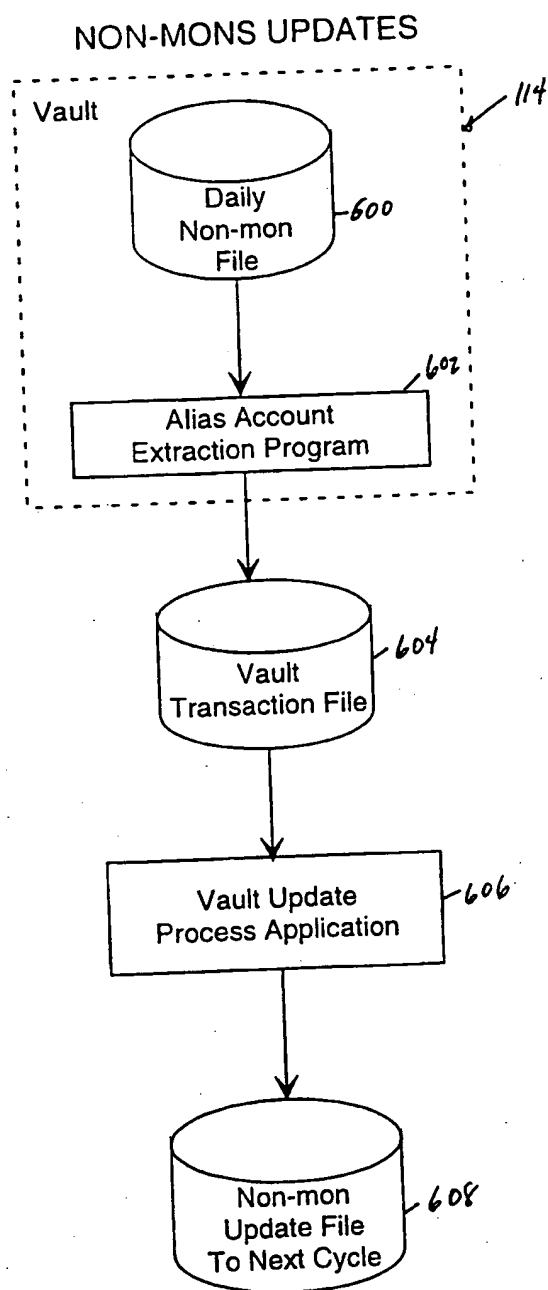 NON-MONS UPDATES
114
Vault
Daily
Non-mon
File
600
602
Alias Account
Extraction Program
604
Vault
Transaction File
Vault Update
Process Application
606
Non-mon
Update File
To Next Cycle
608